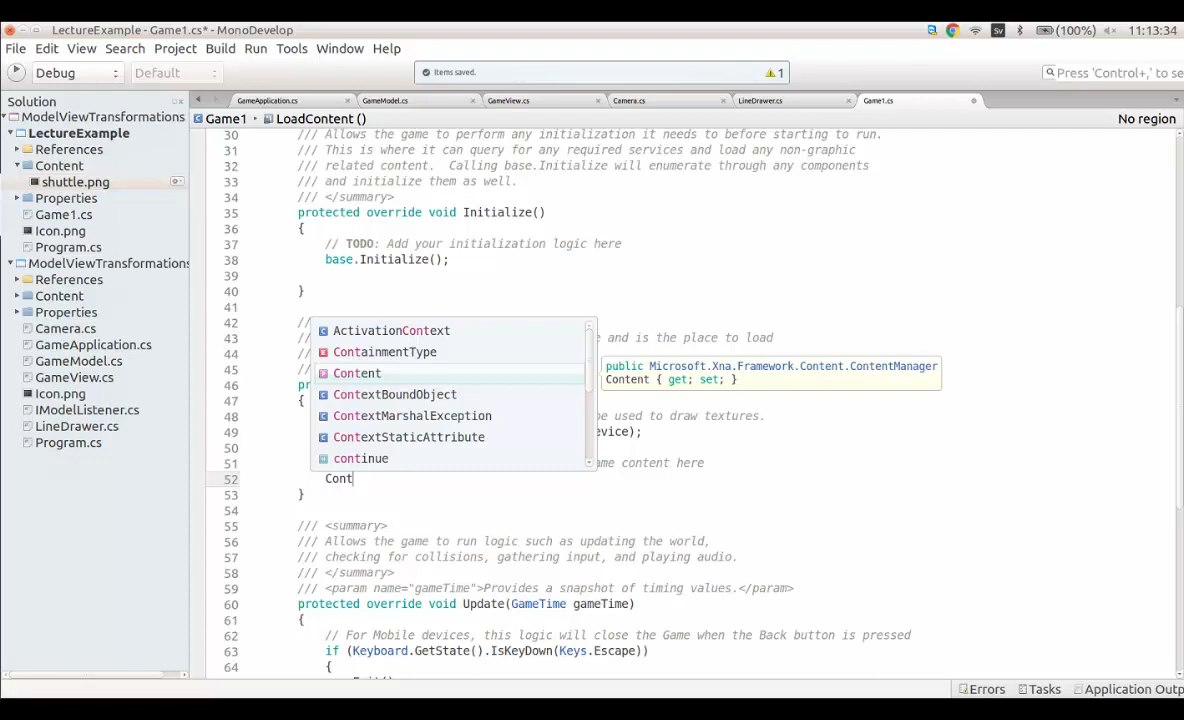 LectureExample - Game1.cs* - MonoDevelop
Sv
(100%)
11:13:34
File Edit View Search Project Build Run Tools Window Help
Debug
Default
Items saved.
1
Press 'Control+,' to se
Solution
GameApplication.cs
GameModel.cs
GameView.cs
Camera.cs
LineDrawer.cs
Game1.cs
ModelViewTransformations
Game1
LoadContent ()
No region
LectureExample
References
Content
shuttle.png
Properties
Game1.cs
Icon.png
Program.cs
ModelViewTransformations
References
Content
Properties
Camera.cs
GameApplication.cs
GameModel.cs
GameView.cs
Icon.png
IModelListener.cs
LineDrawer.cs
Program.cs
30 /// Allows the game to perform any initialization it needs to before starting to run.
31 /// This is where it can query for any required services and load any non-graphic
32 /// related content.  Calling base.Initialize will enumerate through any components
33 /// and initialize them as well.
34 /// </summary>
35 protected override void Initialize()
36 {
37 // TODO: Add your initialization logic here
38 base.Initialize();
39
40 }
41
42 //
43 //
and is the place to load
44 //
45 //
46 pr
47 {
48
be used to draw textures.
49
evice);
50
51
ame content here
52 Cont
53 }
54
55 /// <summary>
56 /// Allows the game to run logic such as updating the world,
57 /// checking for collisions, gathering input, and playing audio.
58 /// </summary>
59 /// <param name="gameTime">Provides a snapshot of timing values.</param>
60 protected override void Update(GameTime gameTime)
61 {
62 // For Mobile devices, this logic will close the Game when the Back button is pressed
63 if (Keyboard.GetState().IsKeyDown(Keys.Escape))
64 {
ActivationContext
ContainmentType
Content
ContextBoundObject
ContextMarshalException
ContextStaticAttribute
continue
public Microsoft.Xna.Framework.Content.ContentManager
Content { get; set; }
Errors
Tasks
Application Outp